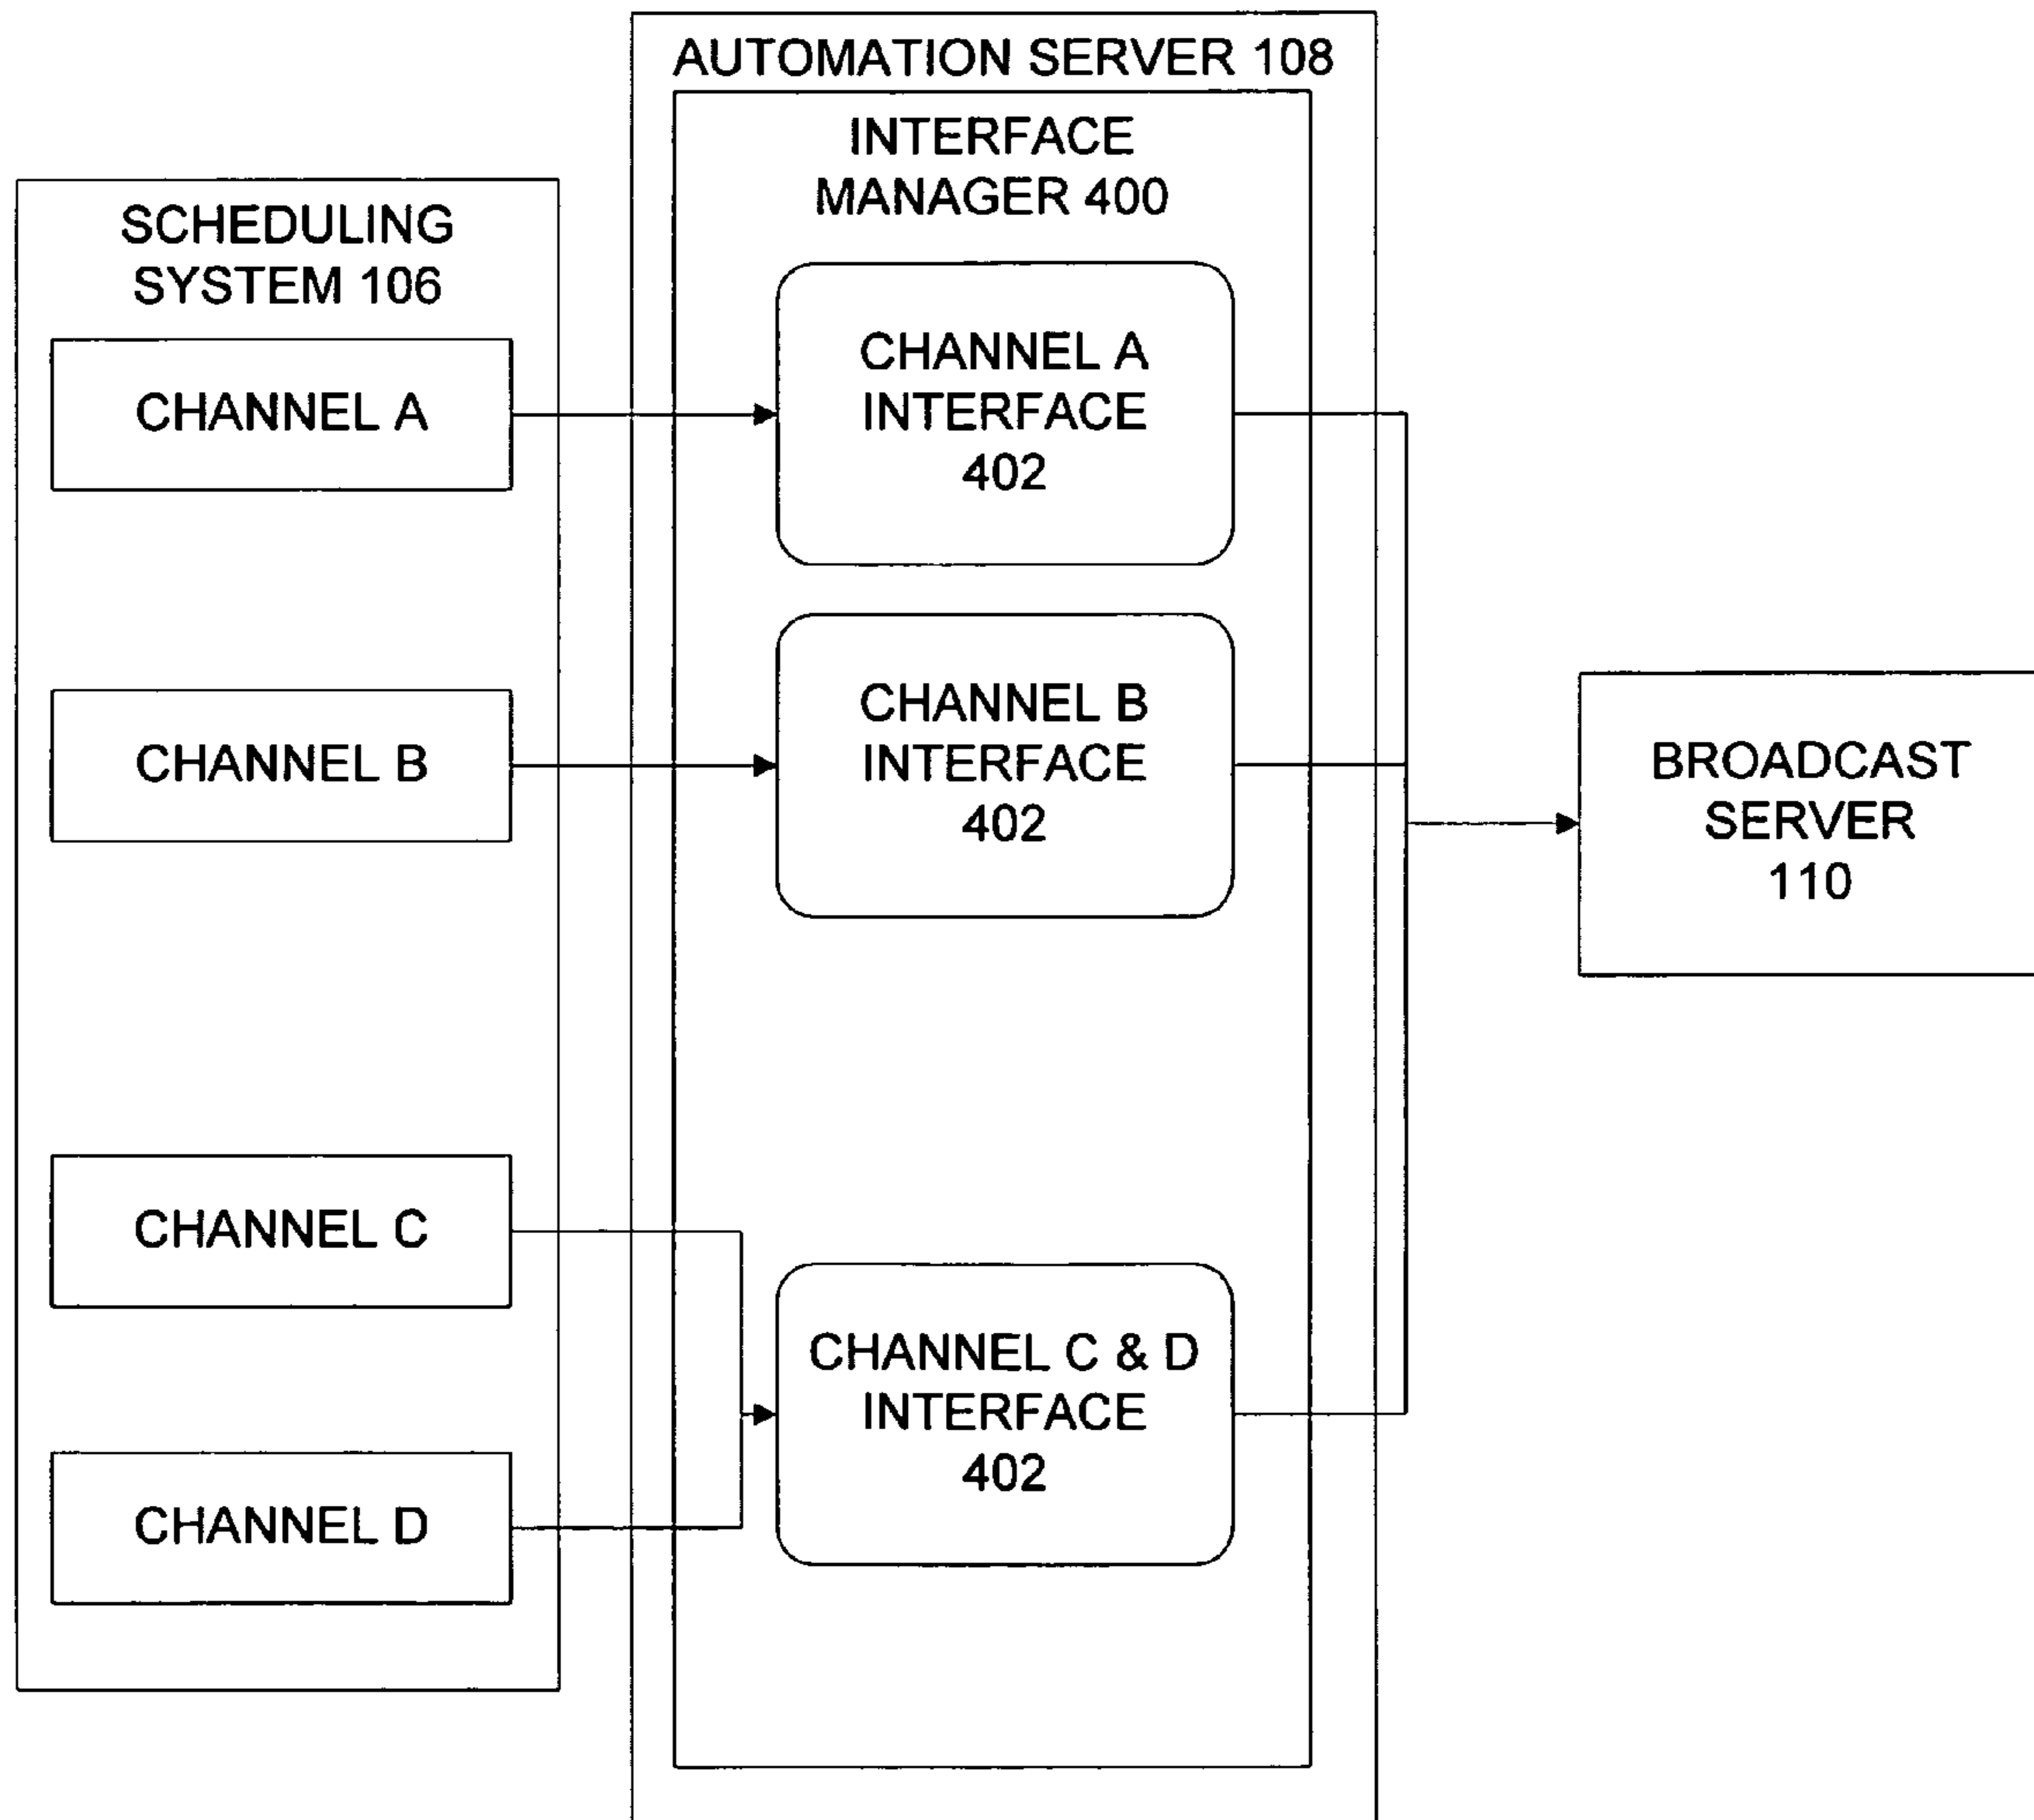 AUTOMATION SERVER 108
INTERFACE
MANAGER 400
SCHEDULING
SYSTEM 106
CHANNEL A
CHANNEL B
CHANNEL C
CHANNEL D
CHANNEL A
INTERFACE
402
CHANNEL B
INTERFACE
402
CHANNEL C & D
INTERFACE
402
BROADCAST
SERVER
110